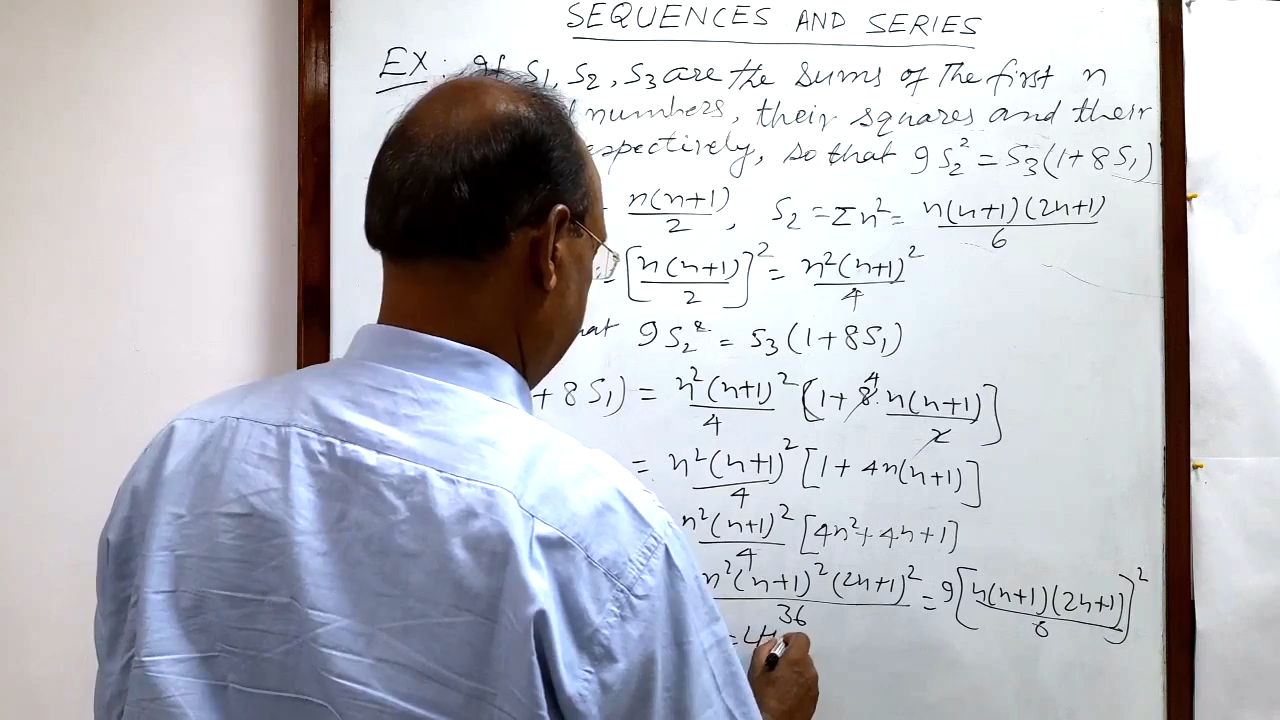 SEQUENCES AND SERIES
EX: If S₁, S₂, S₃ are the sums of the first n
numbers, their squares and their
spectively, so that 9S₂² = S₃(1+8S₁)
n(n+1)/2, S₂ = Σn² = n(n+1)(2n+1)/6
= [n(n+1)/2]² = n²(n+1)²/4
hat 9S₂² = S₃(1+8S₁)
+8S₁) = n²(n+1)²/4 [1+8·n(n+1)/2] 4
= n²(n+1)²/4 [1+4n(n+1)]
n²(n+1)²/4 [4n²+4n+1]
n²(n+1)²(2n+1)²/36 = 9[n(n+1)(2n+1)/6]²